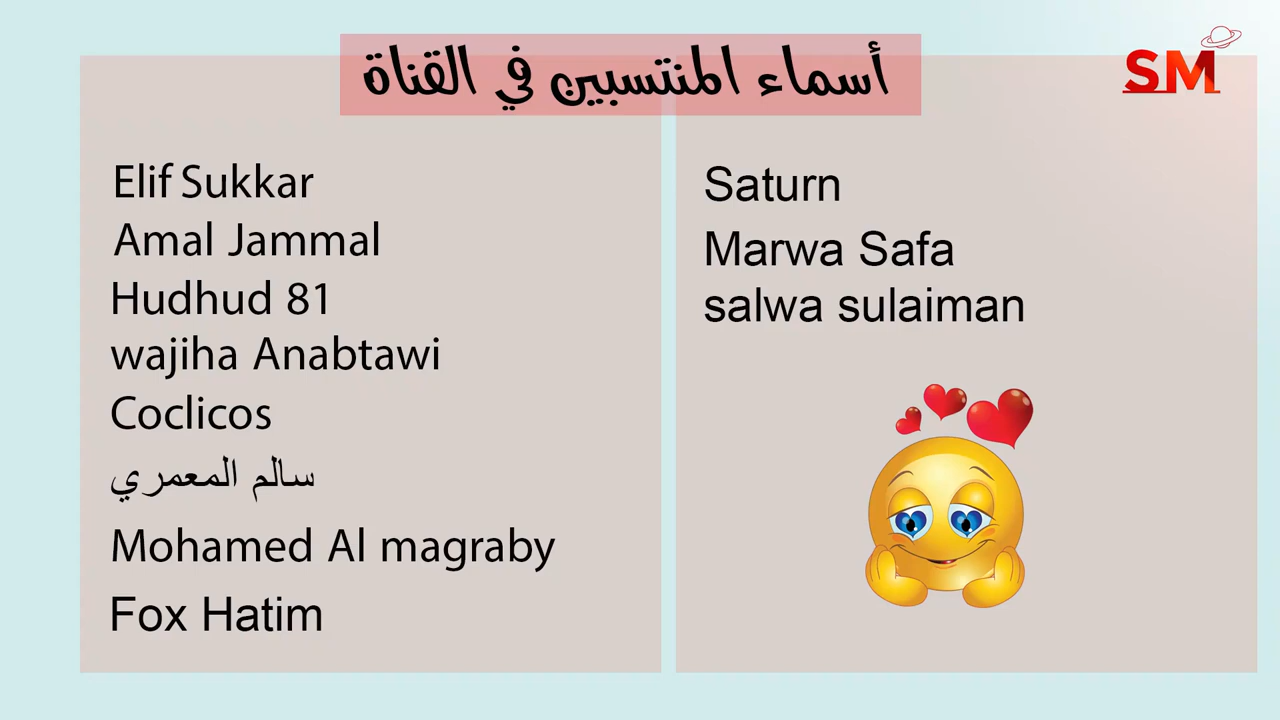 أسماء المنتسبين في القناة
SM
Elif Sukkar
Amal Jammal
Hudhud 81
wajiha Anabtawi
Coclicos
سالم المعمري
Mohamed Al magraby
Fox Hatim
Saturn
Marwa Safa
salwa sulaiman